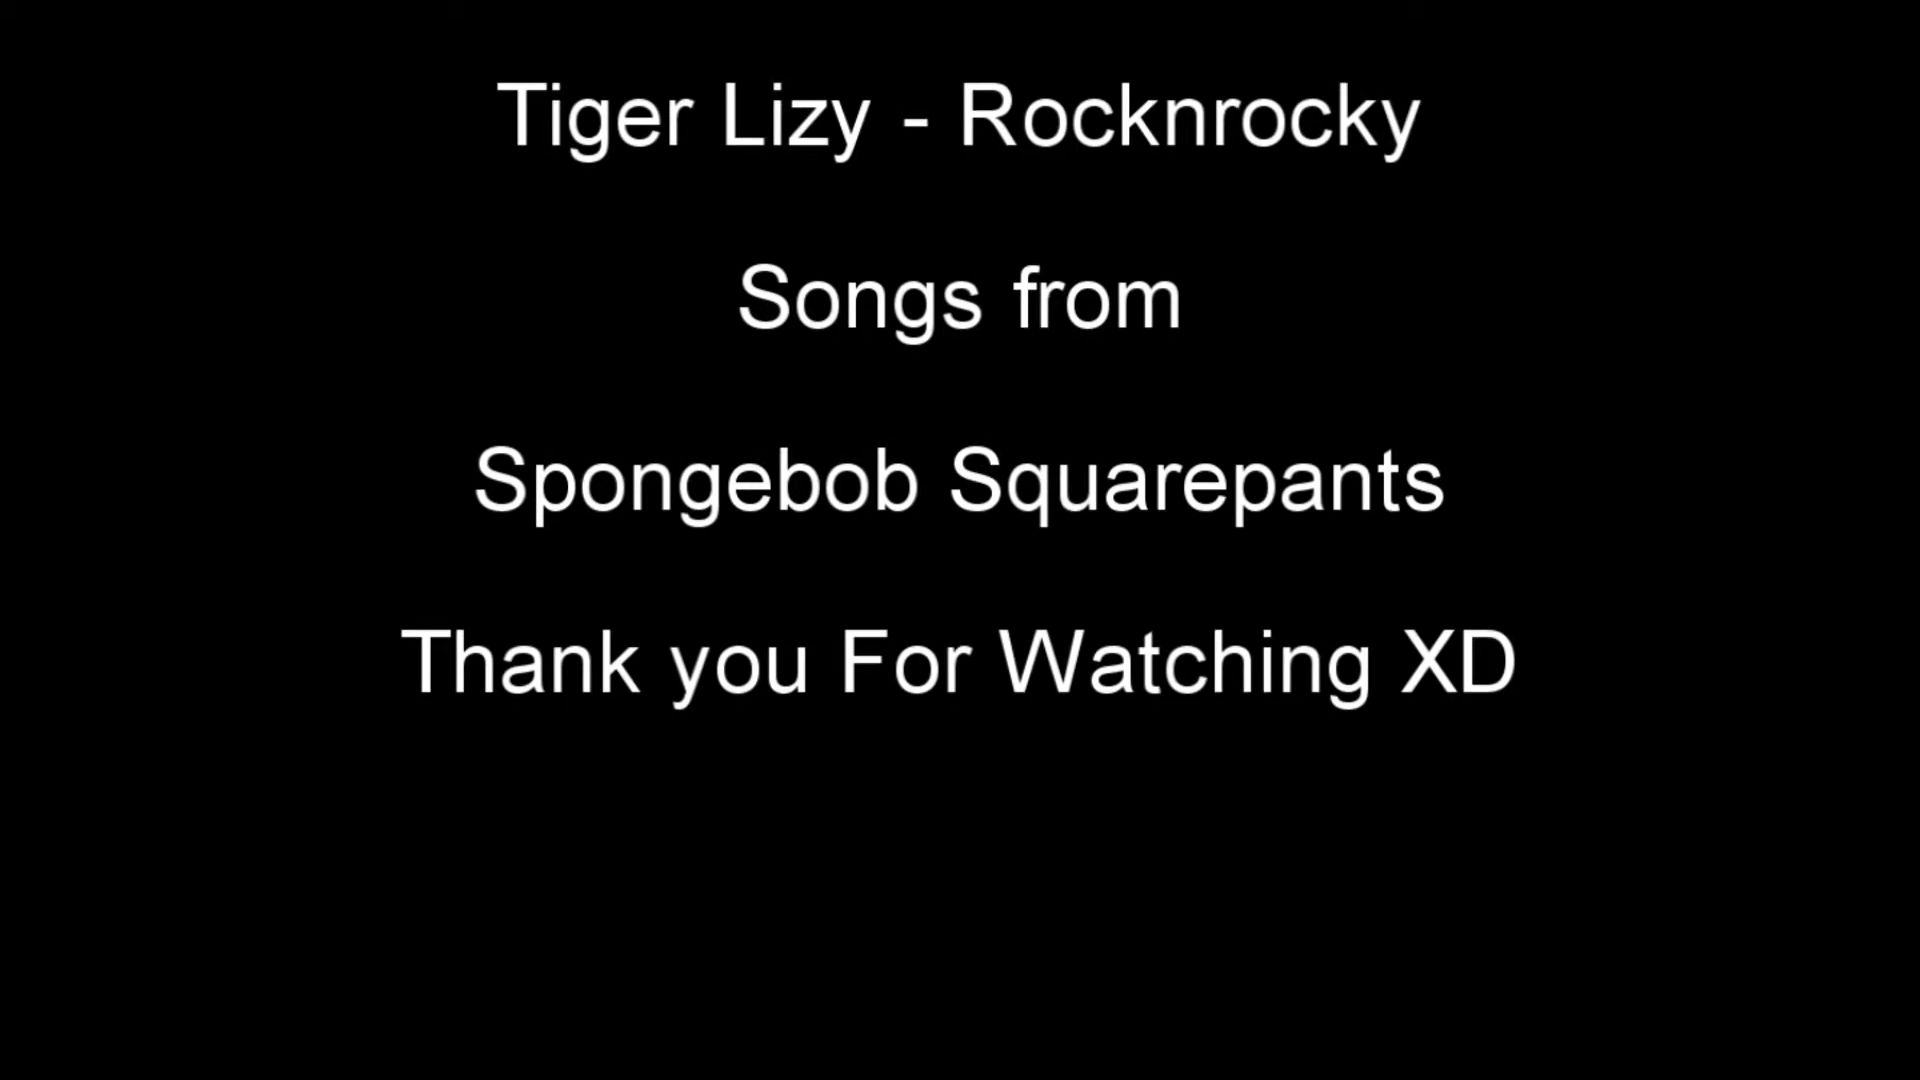 Tiger Lizy - Rocknrocky
Songs from
Spongebob Squarepants
Thank you For Watching XD